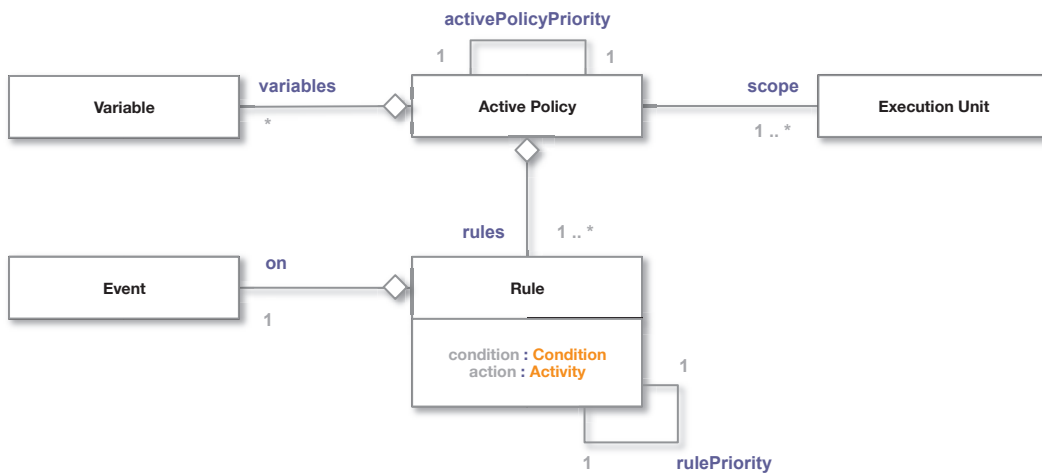 activePolicyPriority
1 1
variables scope
Variable Active Policy Execution Unit
* 1 .. *
rules 1 .. *
on
Event Rule
1
condition : Condition
action : Activity
1
1
rulePriority